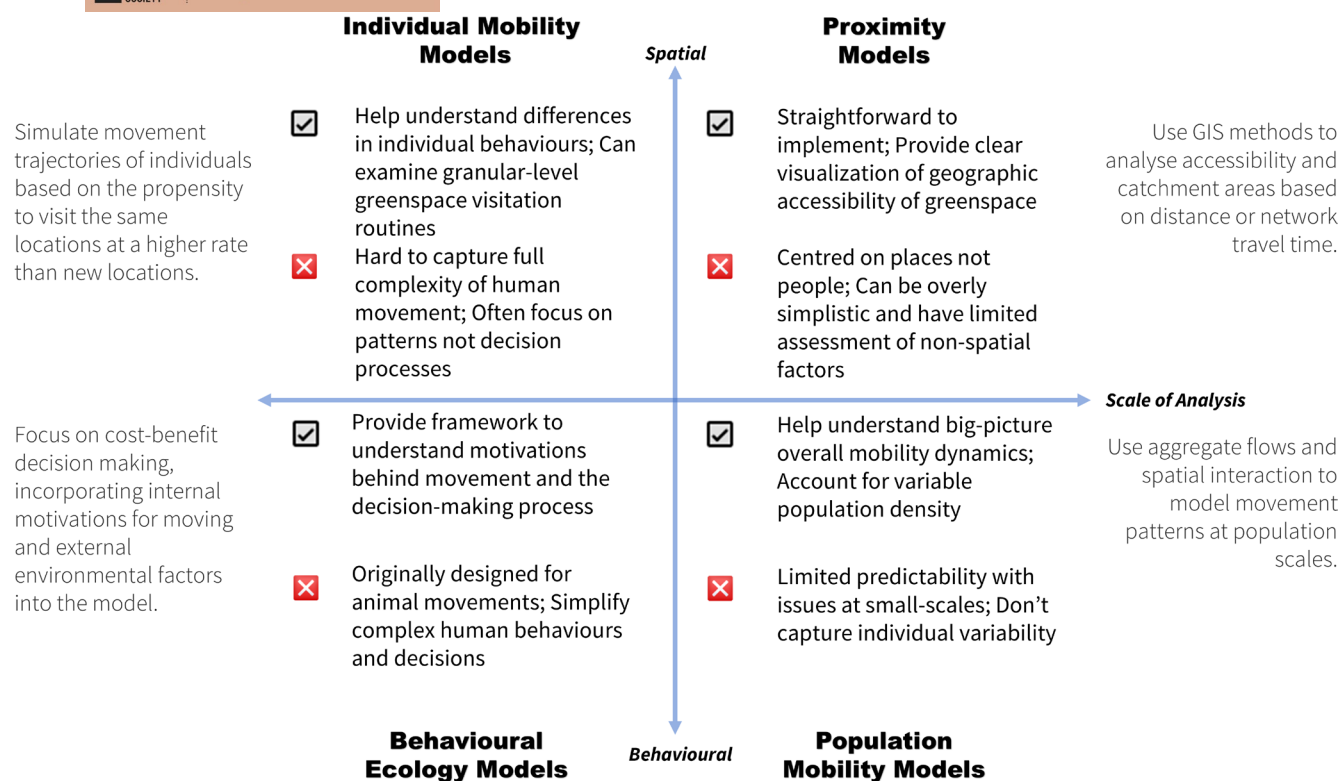 SOCIETY
Individual Mobility
Models
Spatial
Proximity
Models
Simulate movement
trajectories of individuals
based on the propensity
to visit the same
locations at a higher rate
than new locations.
Help understand differences
in individual behaviours; Can
examine granular-level
greenspace visitation
routines
Hard to capture full
complexity of human
movement; Often focus on
patterns not decision
processes
Straightforward to
implement; Provide clear
visualization of geographic
accessibility of greenspace
Centred on places not
people; Can be overly
simplistic and have limited
assessment of non-spatial
factors
Use GIS methods to
analyse accessibility and
catchment areas based
on distance or network
travel time.
Scale of Analysis
Focus on cost-benefit
decision making,
incorporating internal
motivations for moving
and external
environmental factors
into the model.
Provide framework to
understand motivations
behind movement and the
decision-making process
Originally designed for
animal movements; Simplify
complex human behaviours
and decisions
Help understand big-picture
overall mobility dynamics;
Account for variable
population density
Limited predictability with
issues at small-scales; Don’t
capture individual variability
Use aggregate flows and
spatial interaction to
model movement
patterns at population
scales.
Behavioural
Ecology Models
Behavioural
Population
Mobility Models